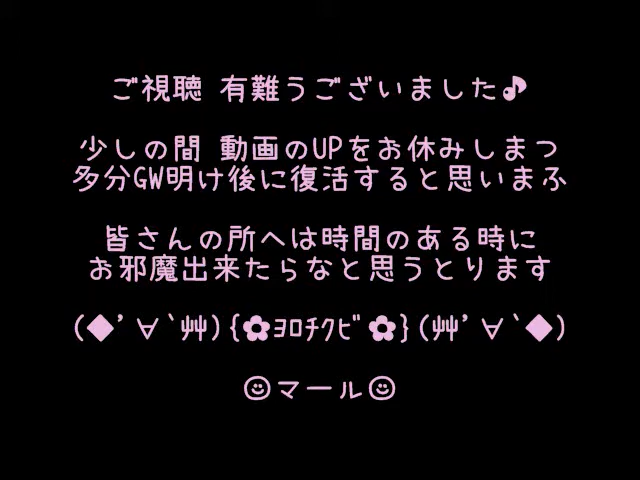 ご視聴 有難うございました♪
少しの間 動画のUPをお休みしまつ
多分GW明け後に復活すると思いまふ
皆さんの所へは時間のある時に
お邪魔出来たらなと思うとります
(◆'∀`艸){✿ﾖﾛﾁｸﾋﾞ✿}(艸'∀`◆)
☺マール☺